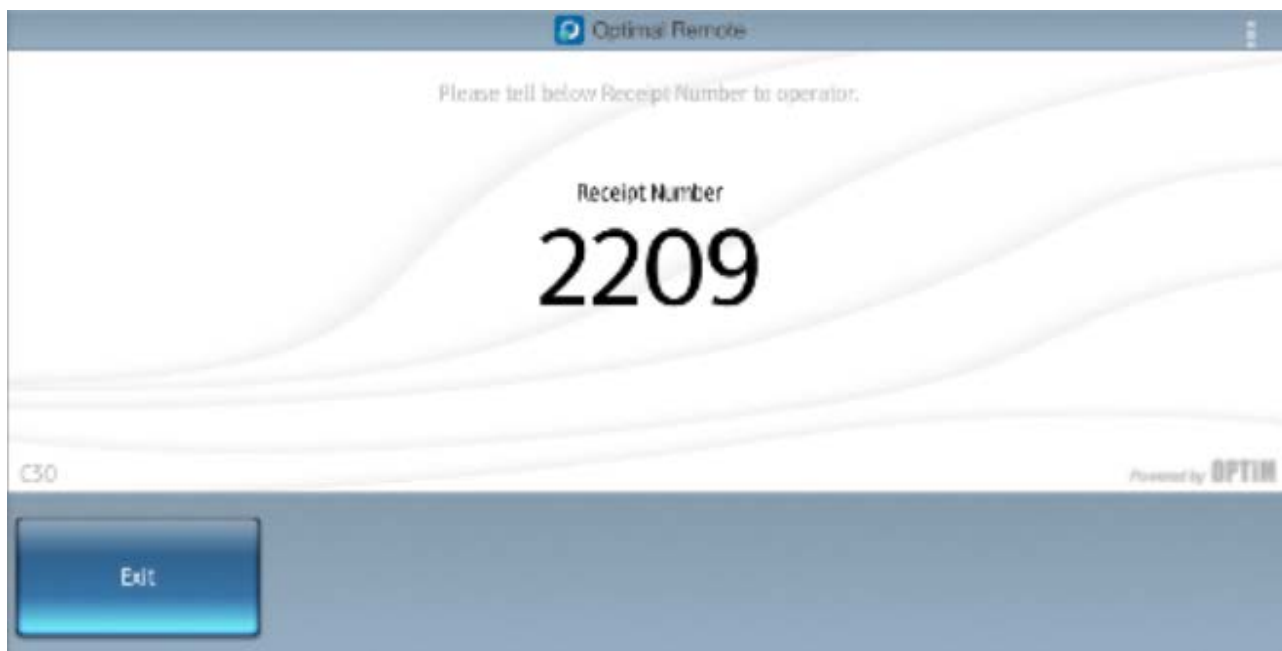 Optimal Remote
Please tell below Receipt Number to operator.
Receipt Number
2209
C30
Powered by OPTIM
Exit